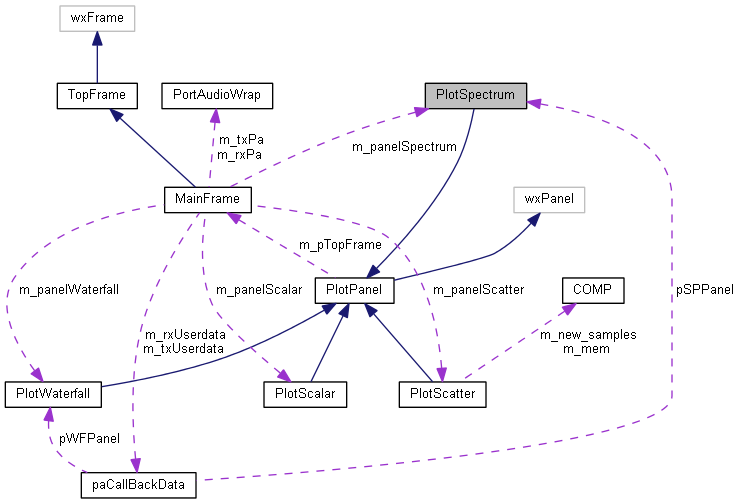 wxFrame
TopFrame
PortAudioWrap
PlotSpectrum
m_txPa
m_rxPa
m_panelSpectrum
MainFrame
wxPanel
m_pTopFrame
m_panelWaterfall
m_panelScalar
PlotPanel
m_panelScatter
COMP
pSPPanel
m_rxUserdata
m_txUserdata
m_new_samples
m_mem
PlotWaterfall
PlotScalar
PlotScatter
pWFPanel
paCallBackData